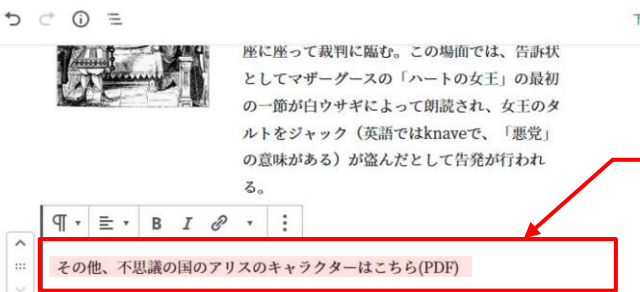 座に座って裁判に臨む。この場面では、告訴状
としてマザーグースの「ハートの女王」の最初
の一節が白ウサギによって朗読され、女王のタ
ルトをジャック（英語ではknaveで、「悪党」
の意味がある）が盗んだとして告発が行われ
る。
B I
その他、不思議の国のアリスのキャラクターはこちら(PDF)